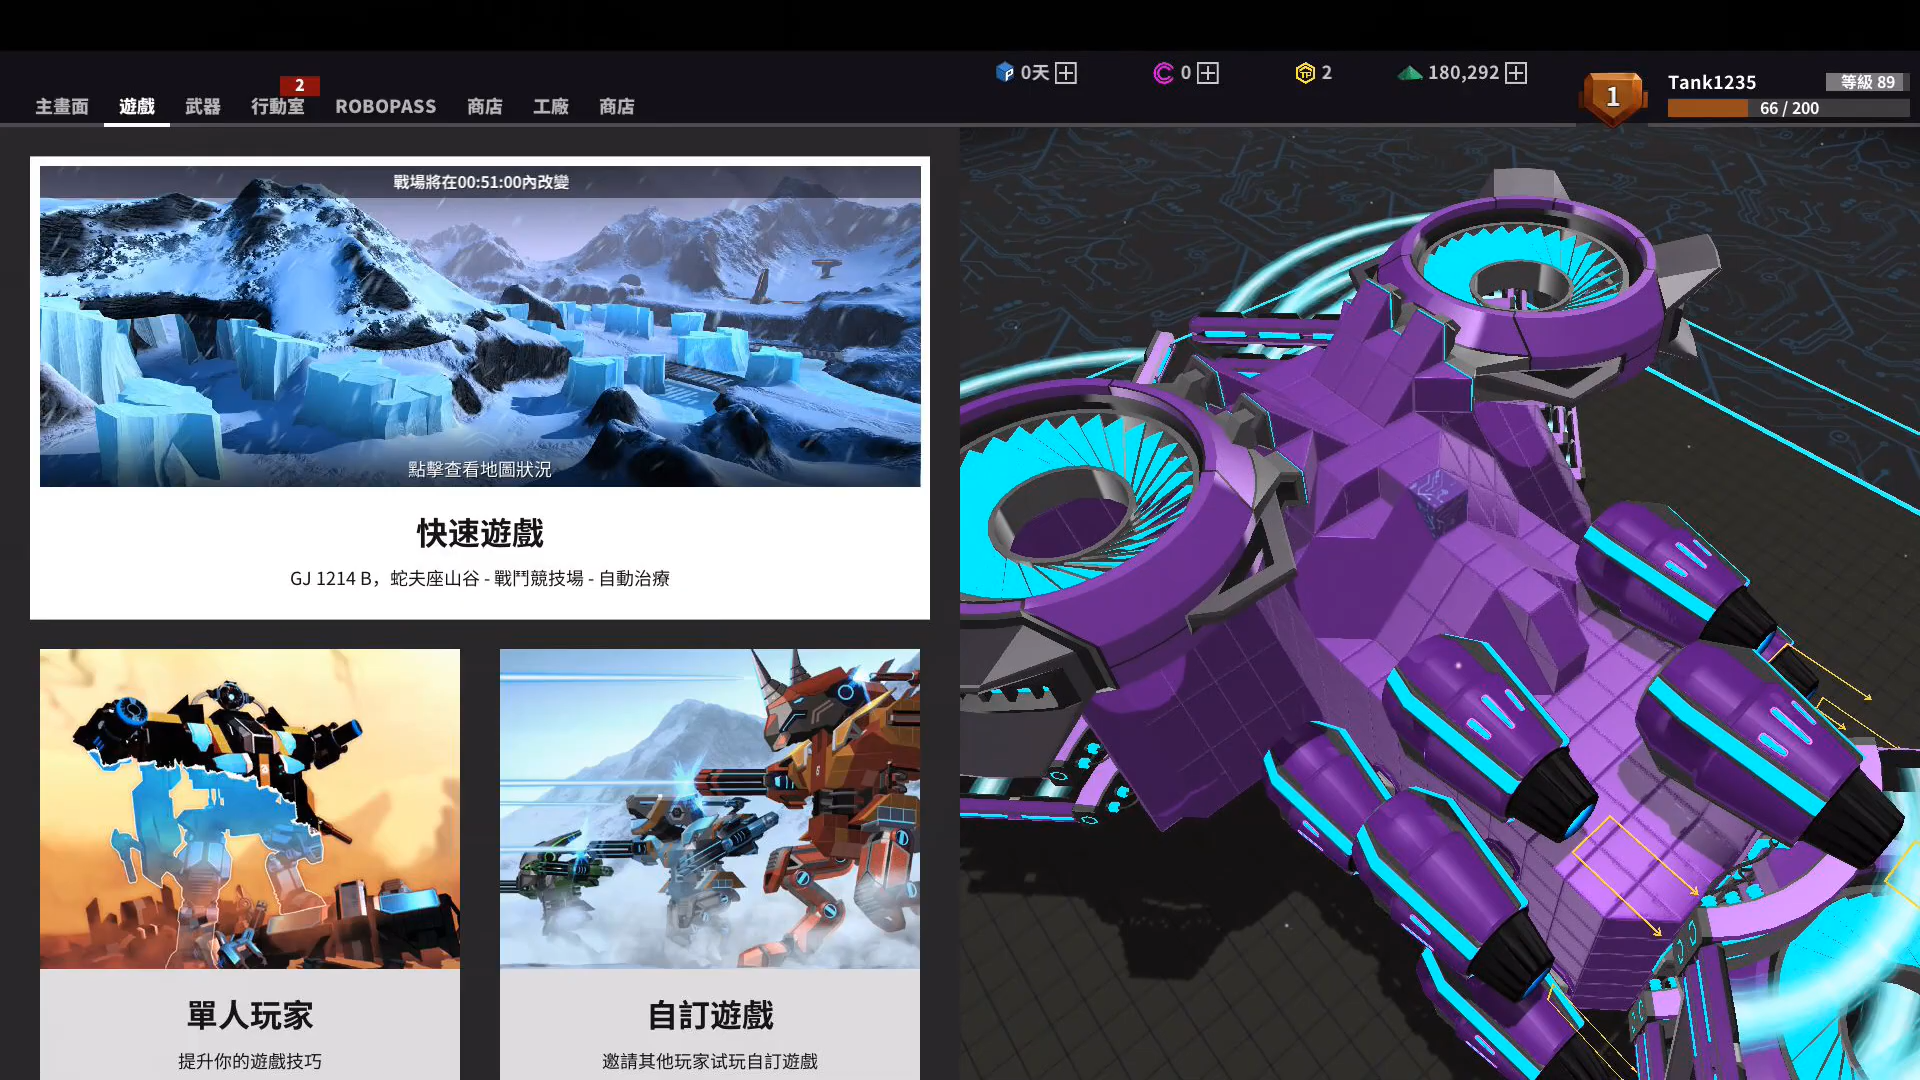 0天
0
2
180,292
Tank1235
等級 89
1
66 / 200
2
主畫面
遊戲
武器
行動室
ROBOPASS
商店
工廠
商店
戰場將在00:51:00內改變
點擊查看地圖狀況
快速遊戲
GJ 1214 B，蛇夫座山谷 - 戰鬥競技場 - 自動治療
單人玩家
提升你的遊戲技巧
自訂遊戲
邀請其他玩家试玩自訂遊戲